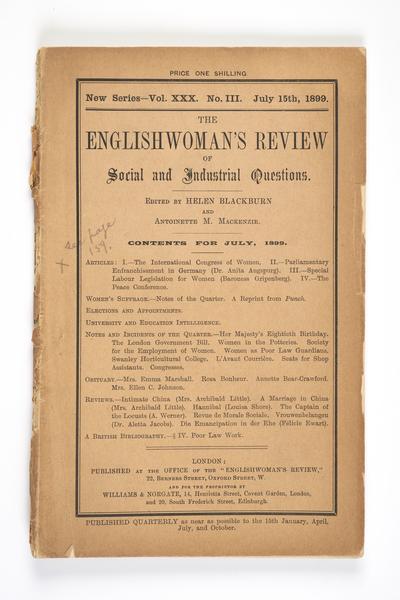 PRICE ONE SHILLING
New Series—Vol. XXX. No. III. July 15th, 1899.
THE
ENGLISHWOMAN'S REVIEW
OF
Social and Industrial Questions.
EDITED BY HELEN BLACKBURN
AND
ANTOINETTE M. MACKENZIE.
CONTENTS FOR JULY, 1899.
see page
159.
ARTICLES: I.—The International Congress of Women. II.—Parliamentary
Enfranchisement in Germany (Dr. Anita Augspurg). III.—Special
Labour Legislation for Women (Baroness Gripenberg). IV.—The
Peace Conference.
WOMEN'S SUFFRAGE.—Notes of the Quarter. A Reprint from Punch.
ELECTIONS AND APPOINTMENTS.
UNIVERSITY AND EDUCATION INTELLIGENCE.
NOTES AND INCIDENTS OF THE QUARTER.—Her Majesty's Eightieth Birthday.
The London Government Bill. Women in the Potteries. Society
for the Employment of Women. Women as Poor Law Guardians.
Swanley Horticultural College. L'Avant Courrière. Seats for Shop
Assistants. Congresses.
OBITUARY.—Mrs. Emma Marshall. Rosa Bonheur. Annette Bear-Crawford.
Mrs. Ellen C. Johnson.
REVIEWS.—Intimate China (Mrs. Archibald Little). A Marriage in China
(Mrs. Archibald Little). Hannibal (Louisa Shore). The Captain of
the Locusts (A. Werner). Revue de Morale Sociale. Vrouwenbelangen
(Dr. Aletta Jacobs). Die Emancipation in der Ehe (Felicie Ewart).
A BRITISH BIBLIOGRAPHY.—§ IV. Poor Law Work.
LONDON:
PUBLISHED AT THE OFFICE OF THE "ENGLISHWOMAN'S REVIEW,"
22, BERNERS STREET, OXFORD STREET, W.
AND FOR THE PROPRIETOR BY
WILLIAMS & NORGATE, 14, Henrietta Street, Covent Garden, London,
and 20, South Frederick Street, Edinburgh.
PUBLISHED QUARTERLY as near as possible to the 15th January, April,
July, and October.